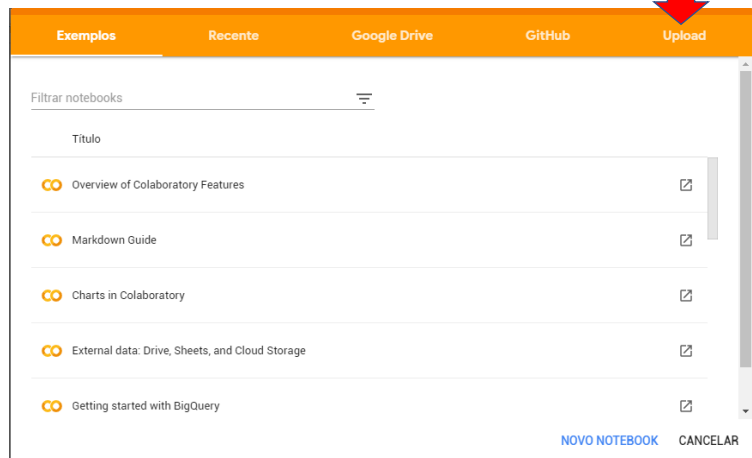 Exemplos Recente Google Drive GitHub Upload
Filtrar notebooks
Título
Overview of Colaboratory Features
Markdown Guide
Charts in Colaboratory
External data: Drive, Sheets, and Cloud Storage
Getting started with BigQuery
NOVO NOTEBOOK CANCELAR